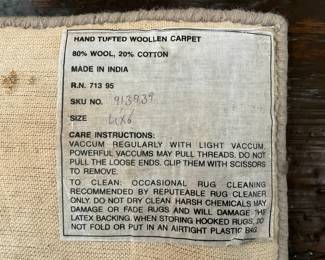 HAND TUFTED WOOLLEN CARPET
80% WOOL, 20% COTTON
MADE IN INDIA
R.N. 713 95
SKU NO. 913939
SIZE 4x6
CARE INSTRUCTIONS:
VACCUM REGULARLY WITH LIGHT VACCUM.
POWERFUL VACCUMS MAY PULL THREADS. DO NOT
PULL THE LOOSE ENDS. CLIP THEM WITH SCISSORS
TO REMOVE.
TO CLEAN: OCCASIONAL RUG CLEANING
RECOMMENDED BY REPUTEABLE RUG CLEANER
ONLY. DO NOT DRY CLEAN HARSH CHEMICALS MAY
DAMAGE OR FADE RUGS AND WILL DAMAGE THE
LATEX BACKING. WHEN STORING HOOKED RUGS, DO
NOT FOLD OR PUT IN AN AIRTIGHT PLASTIC BAG.